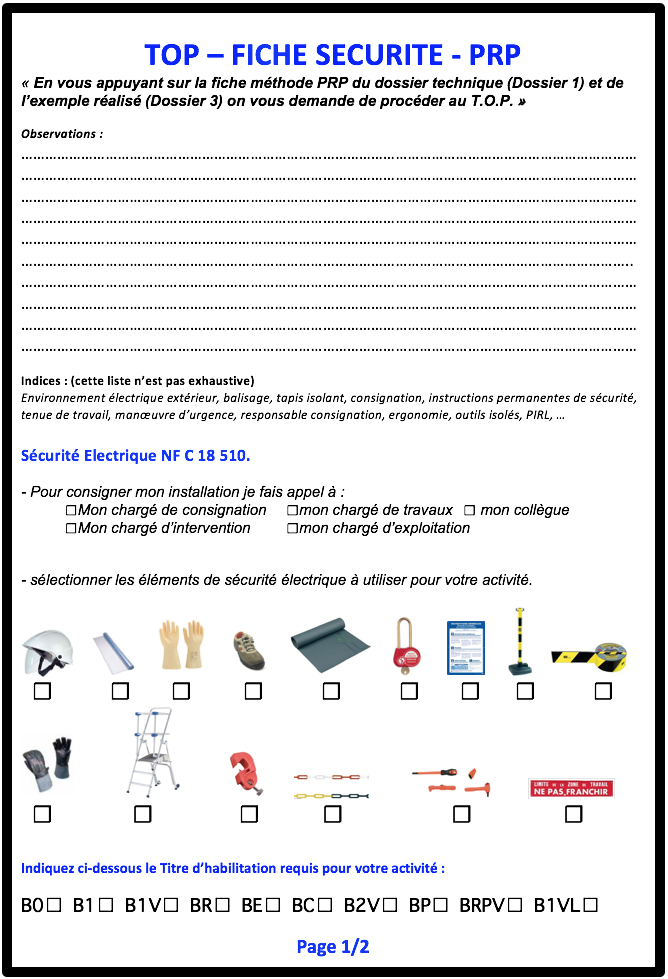 TOP – FICHE SECURITE - PRP
« En vous appuyant sur la fiche méthode PRP du dossier technique (Dossier 1) et de
l’exemple réalisé (Dossier 3) on vous demande de procéder au T.O.P. »
Observations :
……………………………………………………………………………………………………………………
……………………………………………………………………………………………………………………
……………………………………………………………………………………………………………………
……………………………………………………………………………………………………………………
……………………………………………………………………………………………………………………
……………………………………………………………………………………………………………………
……………………………………………………………………………………………………………………
……………………………………………………………………………………………………………………
……………………………………………………………………………………………………………………
……………………………………………………………………………………………………………………
Indices : (cette liste n’est pas exhaustive)
Environnement électrique extérieur, balisage, tapis isolant, consignation, instructions permanentes de sécurité,
tenue de travail, manœuvre d’urgence, responsable consignation, ergonomie, outils isolés, PIRL, …
Sécurité Electrique NF C 18 510.
- Pour consigner mon installation je fais appel à :
☐Mon chargé de consignation ☐mon chargé de travaux ☐ mon collègue
☐Mon chargé d’intervention ☐mon chargé d’exploitation
- sélectionner les éléments de sécurité électrique à utiliser pour votre activité.
☐ ☐ ☐ ☐ ☐ ☐ ☐ ☐ ☐
LIMITE DE LA ZONE DE TRAVAIL
NE PAS FRANCHIR
☐ ☐ ☐ ☐ ☐ ☐
Indiquez ci-dessous le Titre d’habilitation requis pour votre activité :
B0☐ B1☐ B1V☐ BR☐ BE☐ BC☐ B2V☐ BP☐ BRPV☐ B1VL☐
Page 1/2